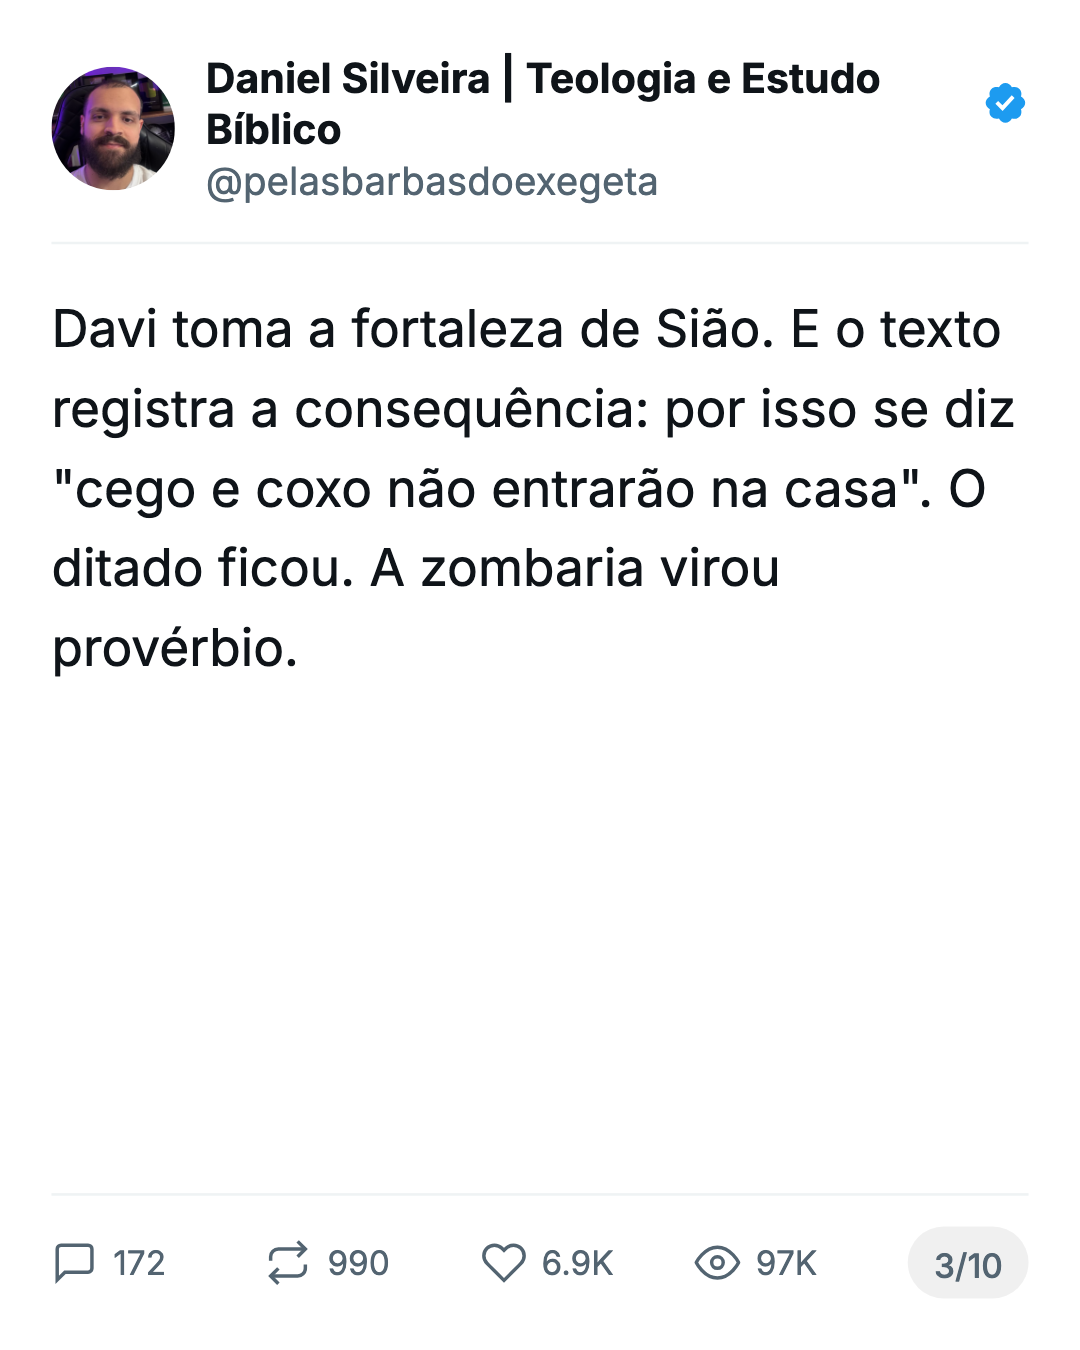 Daniel Silveira | Teologia e Estudo
Bíblico
@pelasbarbasdoexegeta
Davi toma a fortaleza de Sião. E o texto
registra a consequência: por isso se diz
"cego e coxo não entrarão na casa". O
ditado ficou. A zombaria virou
provérbio.
172 990 6.9K 97K 3/10